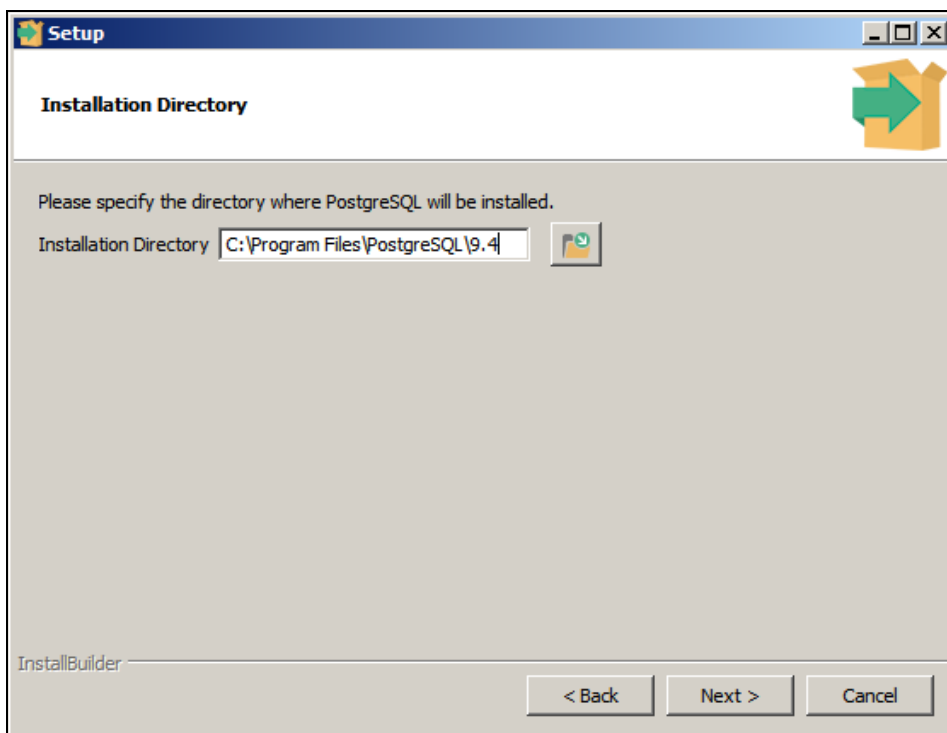 Setup
Installation Directory
Please specify the directory where PostgreSQL will be installed.
Installation Directory C:\Program Files\PostgreSQL\9.4
InstallBuilder
< Back Next > Cancel